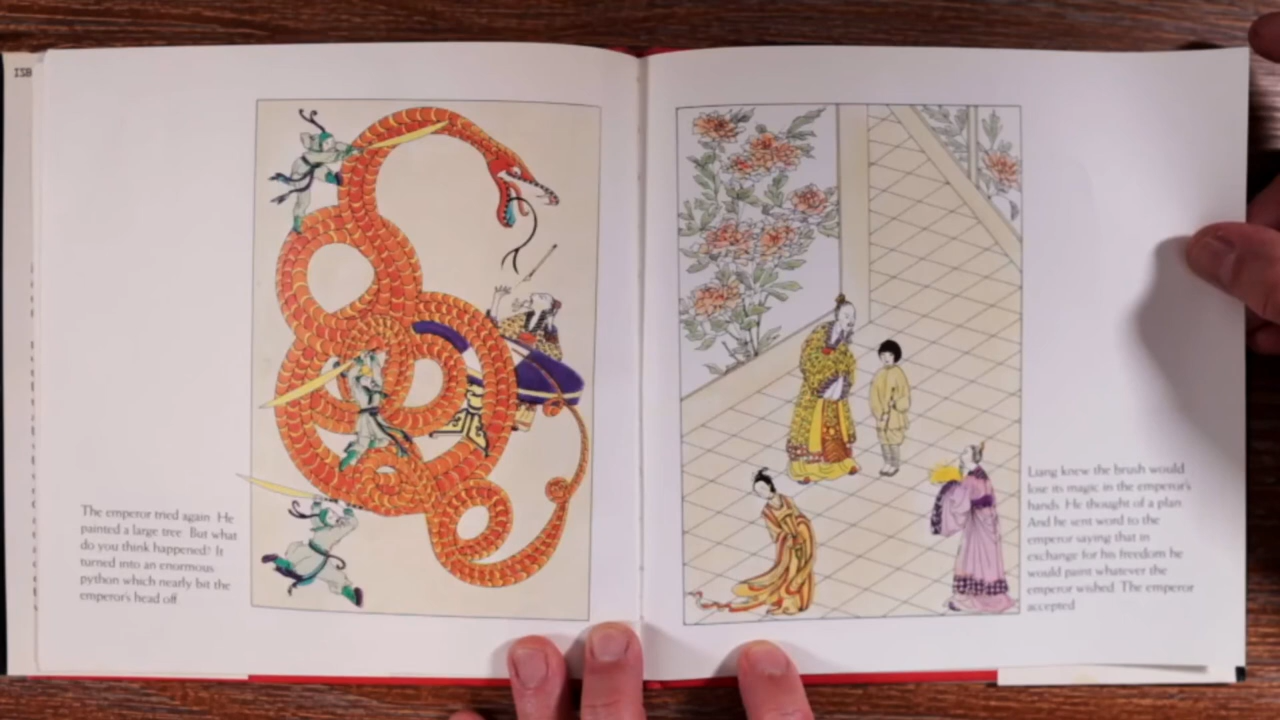 The emperor tried again. He
painted a large tree. But what
do you think happened? It
turned into an enormous
python which nearly bit the
emperor's head off.
Liang knew the brush would
lose its magic in the emperor's
hands. He thought of a plan.
And he sent word to the
emperor saying that in
exchange for his freedom he
would paint whatever the
emperor wished. The emperor
accepted.